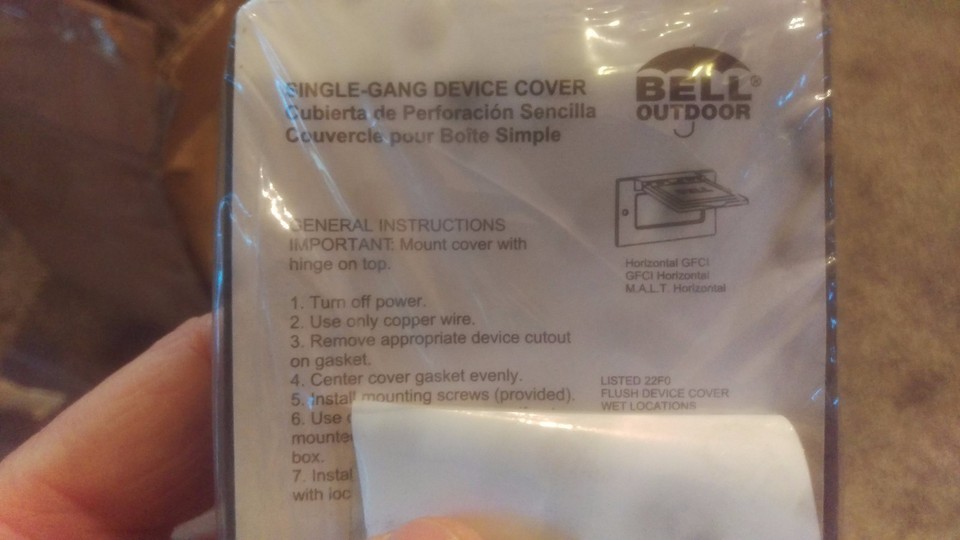 SINGLE-GANG DEVICE COVER
Cubierta de Perforación Sencilla
Couvercle pour Boîte Simple
BELL®
OUTDOOR
GENERAL INSTRUCTIONS
IMPORTANT: Mount cover with
hinge on top.
Horizontal GFCI
GFCI Horizontal
M.A.L.T. Horizontal
1. Turn off power.
2. Use only copper wire.
3. Remove appropriate device cutout
on gasket.
4. Center cover gasket evenly.
5. Install mounting screws (provided).
6. Use
mounted
box.
7. Instal
with loc
LISTED 22F0
FLUSH DEVICE COVER
WET LOCATIONS